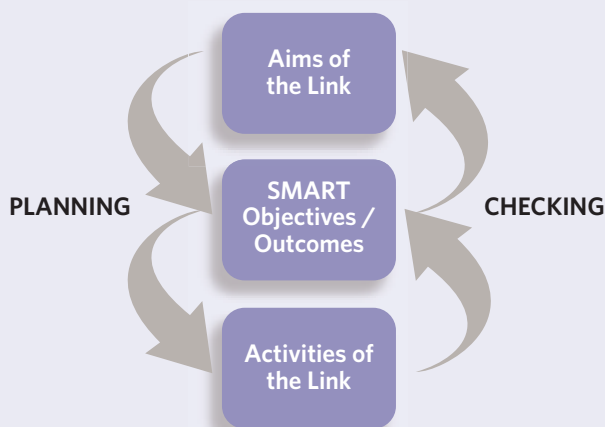 Aims of
the Link
PLANNING
SMART
Objectives /
Outcomes
CHECKING
Activities of
the Link